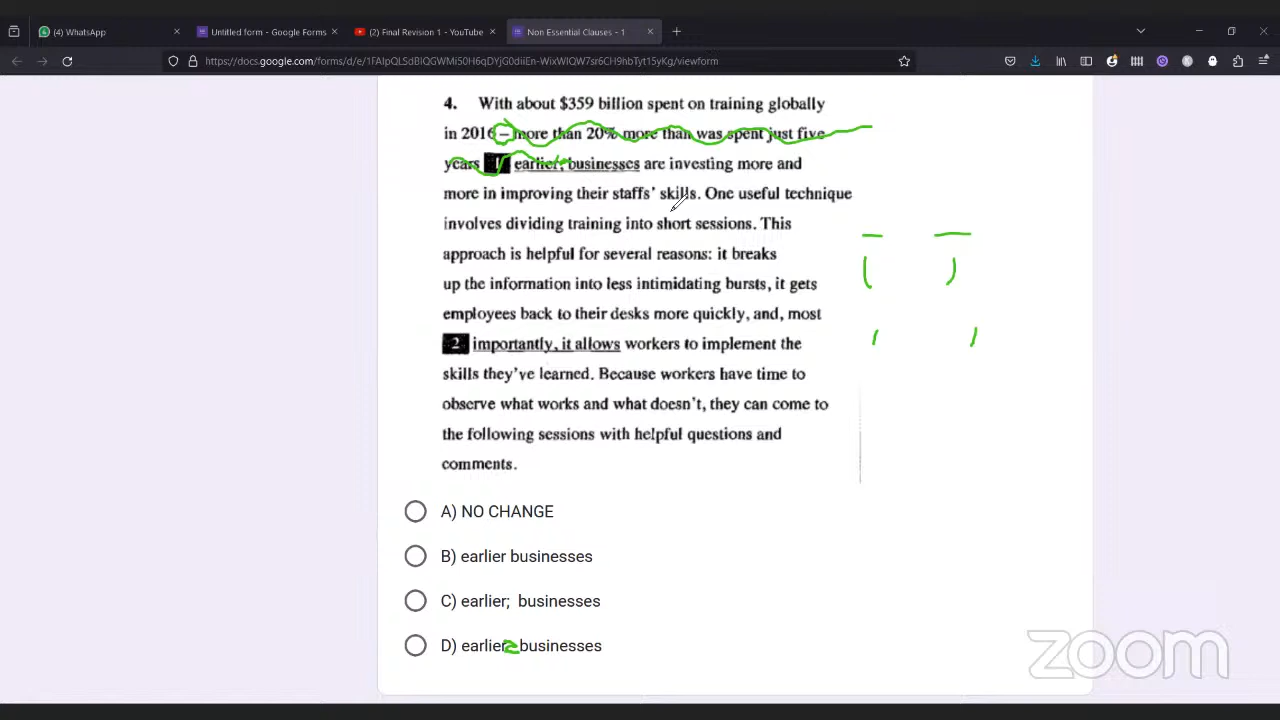 (4) WhatsApp
Untitled form - Google Forms
(2) Final Revision 1 - YouTube
Non Essential Clauses - 1
https://docs.google.com/forms/d/e/1FAIpQLSdBIQGWMi50H6qDYjG0diiEn-WixWIQW7sr6CH9hbTyt15yKg/viewform
4. With about $359 billion spent on training globally
in 2016 – more than 20% more than was spent just five
years 1 earlier, businesses are investing more and
more in improving their staffs' skills. One useful technique
involves dividing training into short sessions. This
approach is helpful for several reasons: it breaks
up the information into less intimidating bursts, it gets
employees back to their desks more quickly, and, most
2 importantly, it allows workers to implement the
skills they've learned. Because workers have time to
observe what works and what doesn't, they can come to
the following sessions with helpful questions and
comments.
A) NO CHANGE
B) earlier businesses
C) earlier; businesses
D) earlier businesses
zoom